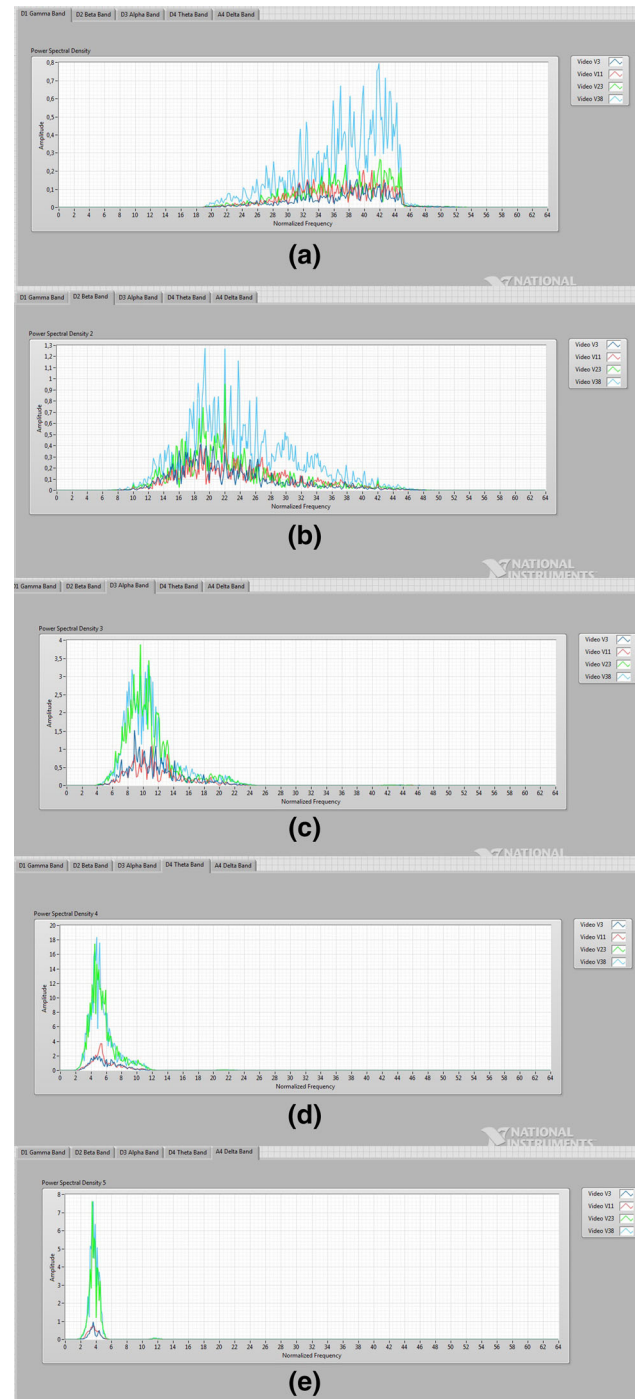 D1 Gamma Band D2 Beta Band D3 Alpha Band D4 Theta Band A4 Delta Band
Power Spectral Density
Video V3
Video V11
Video V23
Video V38
0,8
0,7
0,6
0,5
0,4
0,3
0,2
0,1
0
Amplitude
0 2 4 6 8 10 12 14 16 18 20 22 24 26 28 30 32 34 36 38 40 42 44 46 48 50 52 54 56 58 60 62 64
Normalized Frequency
(a)
NATIONAL
D1 Gamma Band D2 Beta Band D3 Alpha Band D4 Theta Band A4 Delta Band
Power Spectral Density 2
Video V3
Video V11
Video V23
Video V38
1,3
1,2
1,1
1
0,9
0,8
0,7
0,6
0,5
0,4
0,3
0,2
0,1
0
Amplitude
0 2 4 6 8 10 12 14 16 18 20 22 24 26 28 30 32 34 36 38 40 42 44 46 48 50 52 54 56 58 60 62 64
Normalized Frequency
(b)
NATIONAL
INSTRUMENTS
D1 Gamma Band D2 Beta Band D3 Alpha Band D4 Theta Band A4 Delta Band
Power Spectral Density 3
Video V3
Video V11
Video V23
Video V38
4
3,5
3
2,5
2
1,5
1
0,5
0
Amplitude
0 2 4 6 8 10 12 14 16 18 20 22 24 26 28 30 32 34 36 38 40 42 44 46 48 50 52 54 56 58 60 62 64
Normalized Frequency
(c)
NATIONAL
D1 Gamma Band D2 Beta Band D3 Alpha Band D4 Theta Band A4 Delta Band
Power Spectral Density 4
Video V3
Video V11
Video V23
Video V38
20
18
16
14
12
10
8
6
4
2
0
Amplitude
0 2 4 6 8 10 12 14 16 18 20 22 24 26 28 30 32 34 36 38 40 42 44 46 48 50 52 54 56 58 60 62 64
Normalized Frequency
(d)
NATIONAL
INSTRUMENTS
D1 Gamma Band D2 Beta Band D3 Alpha Band D4 Theta Band A4 Delta Band
Power Spectral Density 5
Video V3
Video V11
Video V23
Video V38
8
7
6
5
4
3
2
1
0
Amplitude
0 2 4 6 8 10 12 14 16 18 20 22 24 26 28 30 32 34 36 38 40 42 44 46 48 50 52 54 56 58 60 62 64
Normalized Frequency
(e)